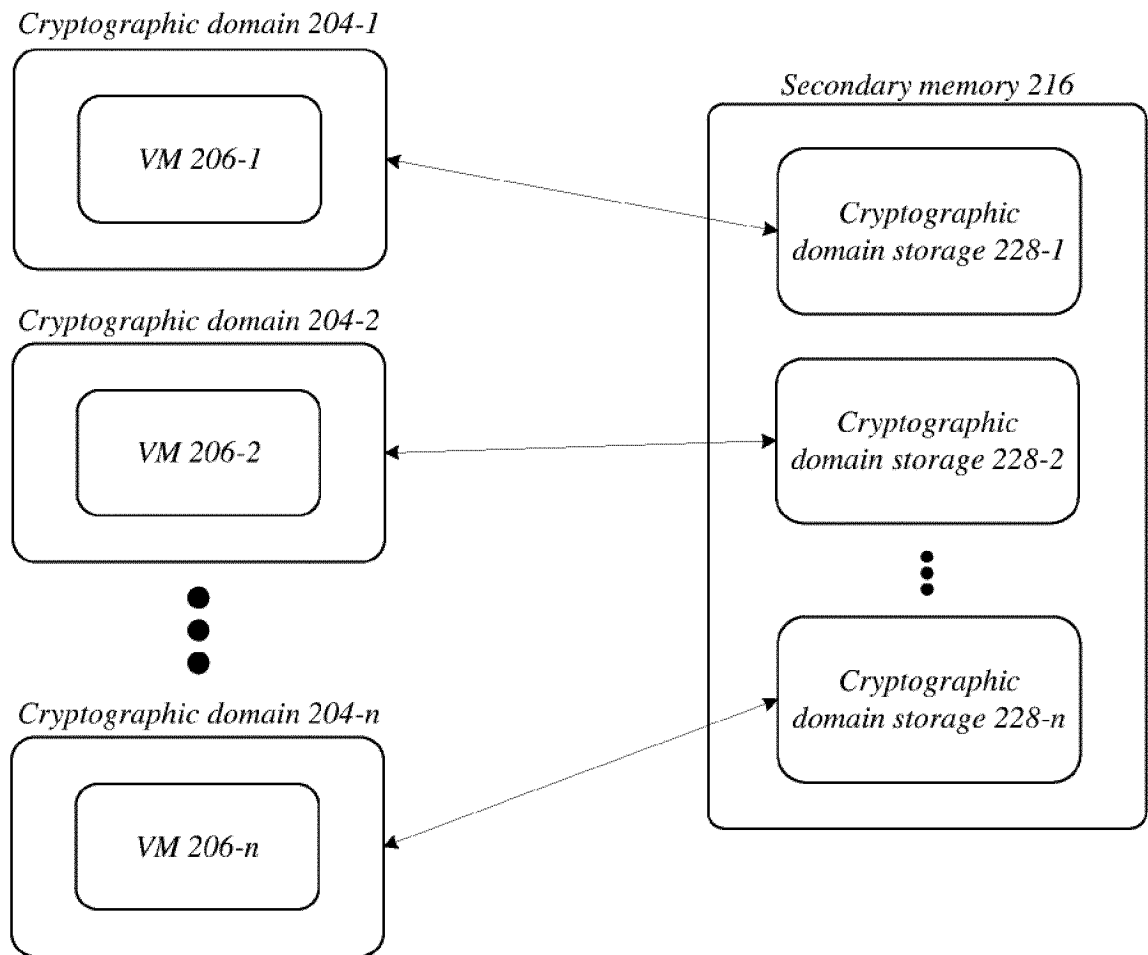 Cryptographic domain 204-1
VM 206-1
Cryptographic domain 204-2
VM 206-2
Cryptographic domain 204-n
VM 206-n
Secondary memory 216
Cryptographic
domain storage 228-1
Cryptographic
domain storage 228-2
Cryptographic
domain storage 228-n